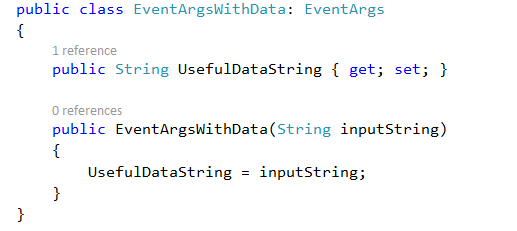 public class EventArgsWithData: EventArgs
{
1 reference
public String UsefulDataString { get; set; }
0 references
public EventArgsWithData(String inputString)
{
UsefulDataString = inputString;
}
}